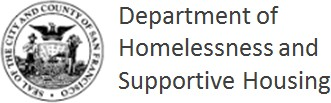 SEAL OF THE CITY AND COUNTY OF SAN FRANCISCO
Department of
Homelessness and
Supportive Housing